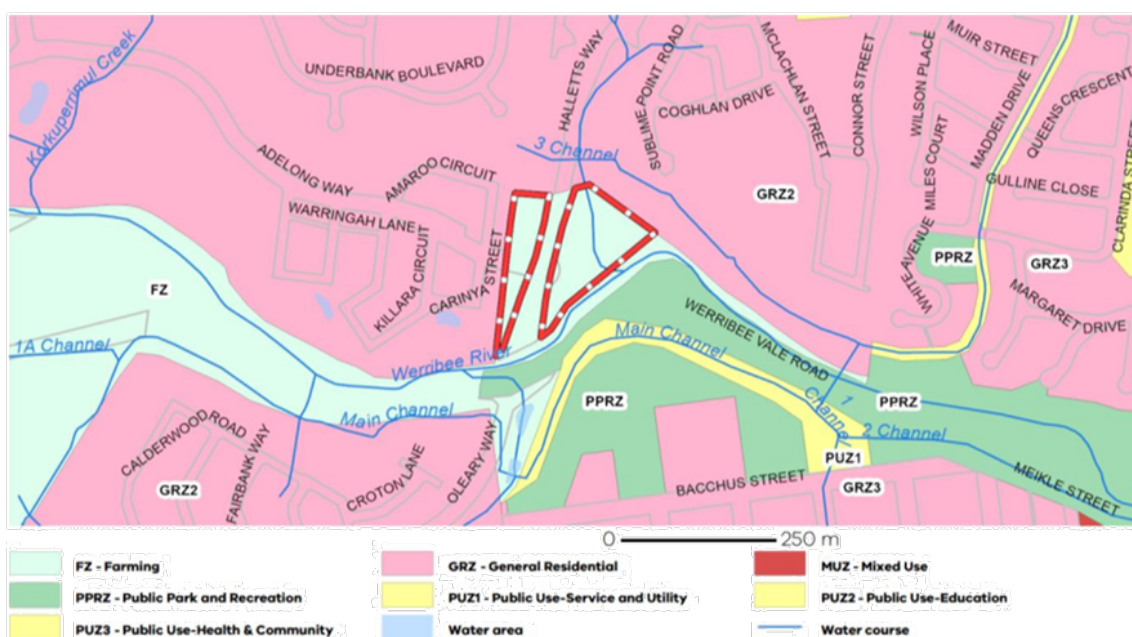 UNDERBANK BOULEVARD
HALLETTS WAY
SUBLIME POINT ROAD
MCLACHLAN STREET
CONNOR STREET
WILSON PLACE
MUIR STREET
MADDEN DRIVE
QUEENS CRESCENT
Korkuperrimul Creek
COGHLAN DRIVE
3 Channel
ADELONG WAY
AMAROO CIRCUIT
WARRINGAH LANE
GRZ2
MILES COURT
GULLINE CLOSE
CLARINDA STREET
KILLARA CIRCUIT
CARINYA STREET
FZ
WHITE AVENUE
PPRZ
GRZ3
MARGARET DRIVE
1A Channel
Werribee River
Main Channel
WERRIBEE VALE ROAD
Main Channel
PPRZ
1 Channel
PPRZ
2 Channel
CALDERWOOD ROAD
FAIRBANK WAY
CROTON LANE
OLEARY WAY
GRZ2
BACCHUS STREET
PUZ1
GRZ3
MEIKLE STREET
0 250 m
FZ - Farming
GRZ - General Residential
MUZ - Mixed Use
PPRZ - Public Park and Recreation
PUZ1 - Public Use-Service and Utility
PUZ2 - Public Use-Education
PUZ3 - Public Use-Health & Community
Water area
Water course